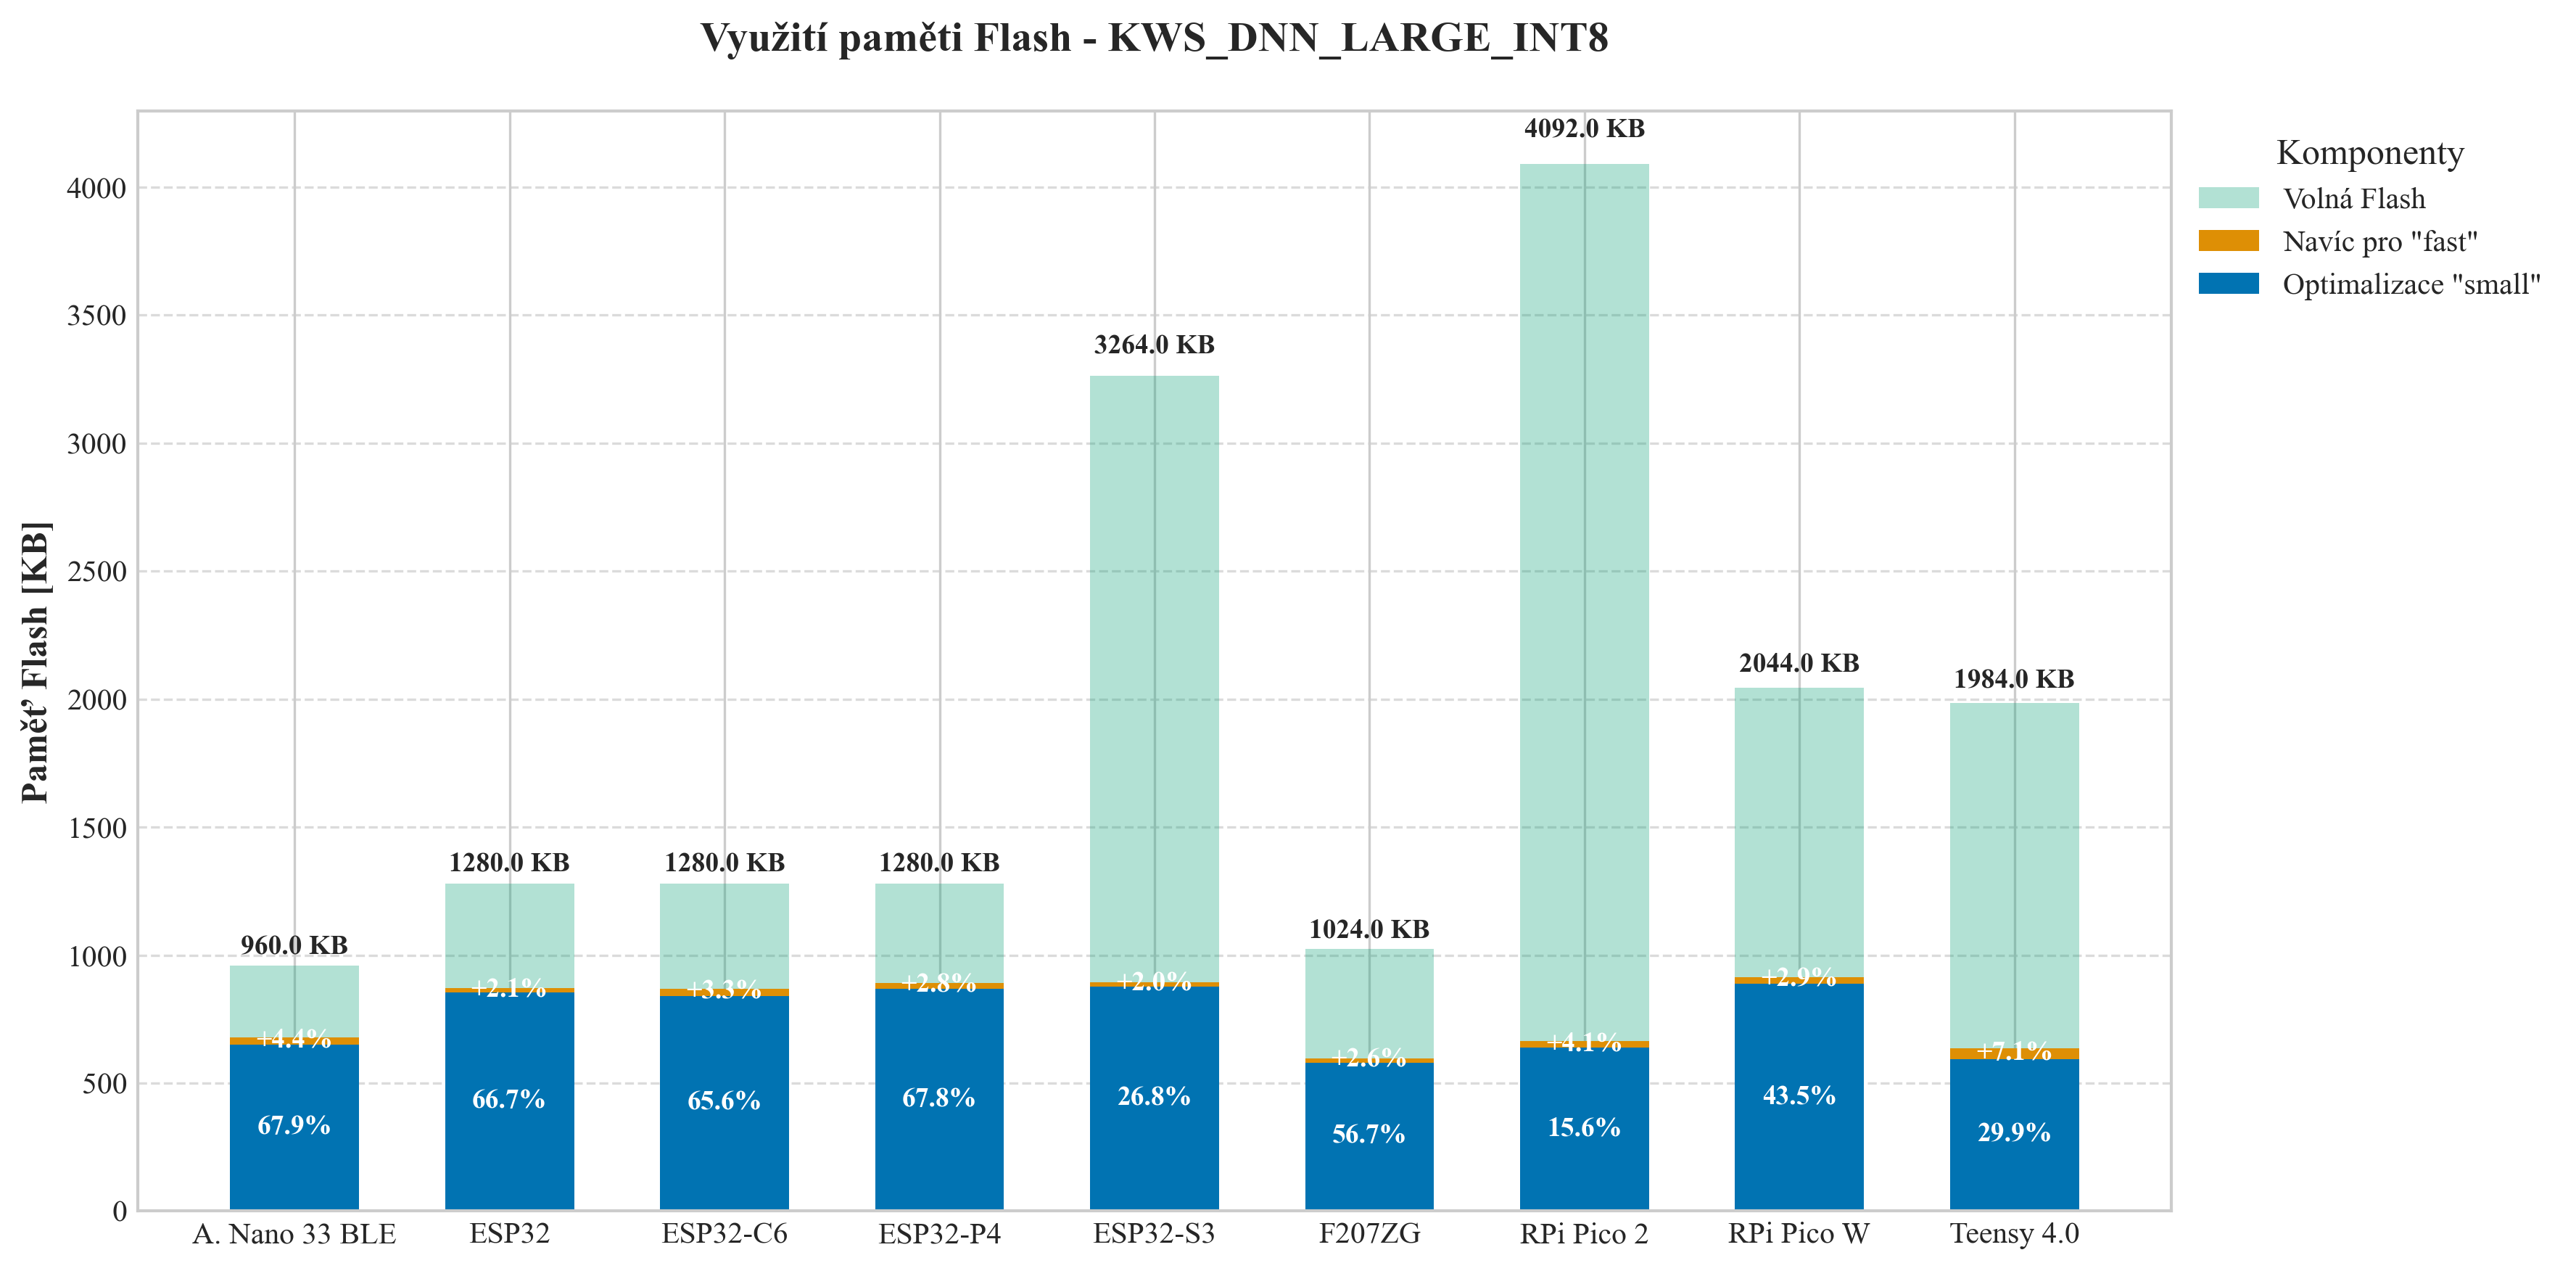 Využití paměti Flash - KWS_DNN_LARGE_INT8
Komponenty
Volná Flash
Navíc pro "fast"
Optimalizace "small"
Paměť Flash [KB]
4000
3500
3000
2500
2000
1500
1000
500
0
960.0 KB
1280.0 KB
1280.0 KB
1280.0 KB
3264.0 KB
1024.0 KB
4092.0 KB
2044.0 KB
1984.0 KB
+4.4%
+2.1%
+3.3%
+2.8%
+2.0%
+2.6%
+4.1%
+2.9%
+7.1%
67.9%
66.7%
65.6%
67.8%
26.8%
56.7%
15.6%
43.5%
29.9%
A. Nano 33 BLE
ESP32
ESP32-C6
ESP32-P4
ESP32-S3
F207ZG
RPi Pico 2
RPi Pico W
Teensy 4.0